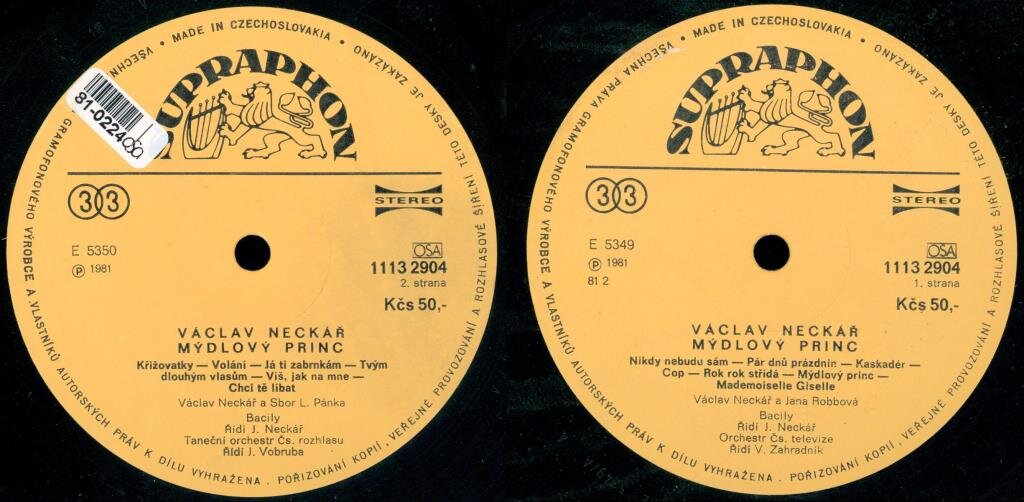 MADE IN CZECHOSLOVAKIA • JE ZAKÁZÁNO
SUPRAPHON
81-0224
33
STEREO
E 5350
OSA
Ⓟ 1981
1113 2904
2. strana
Kčs 50,-
VÁCLAV NECKÁŘ
MÝDLOVÝ PRINC
Křižovatky — Volání — Já ti zabrnkám — Tvým
dlouhým vlasům — Víš, jak na mne —
Chci tě líbat
Václav Neckář a Sbor L. Pánka
Bacily
Řídí J. Neckář
Taneční orchestr Čs. rozhlasu
Řídí J. Vobruba
VŠECHNA
GRAMOFONOVÉHO VÝROBCE A VLASTNÍKŮ AUTORSKÝCH PRÁV K DÍLU VYHRAŽENA . POŘIZOVÁNÍ KOPIÍ, VEŘEJNÉ PROVOZOVÁNÍ A ROZHLASOVÉ ŠÍŘENÍ TÉTO DESKY JE ZAKÁZÁNO
VŠECHNA PRÁVA • MADE IN CZECHOSLOVAKIA •
SUPRAPHON
33
STEREO
E 5349
OSA
Ⓟ 1981
1113 2904
81 2
1. strana
Kčs 50,-
VÁCLAV NECKÁŘ
MÝDLOVÝ PRINC
Nikdy nebudu sám — Pár dnů prázdnin — Kaskadér —
Cop — Rok rok střídá — Mýdlový princ —
Mademoiselle Giselle
Václav Neckář a Jana Robbová
Bacily
Řídí J. Neckář
Orchestr Čs. televize
Řídí V. Zahradník
GRAMOFONOVÉHO VÝROBCE A VLASTNÍKŮ AUTORSKÝCH PRÁV K DÍLU VYHRAŽENA . POŘIZOVÁNÍ KOPIÍ, VEŘEJNÉ PROVOZOVÁNÍ A ROZHLASOVÉ ŠÍŘENÍ TÉTO DESKY JE ZAKÁZÁNO